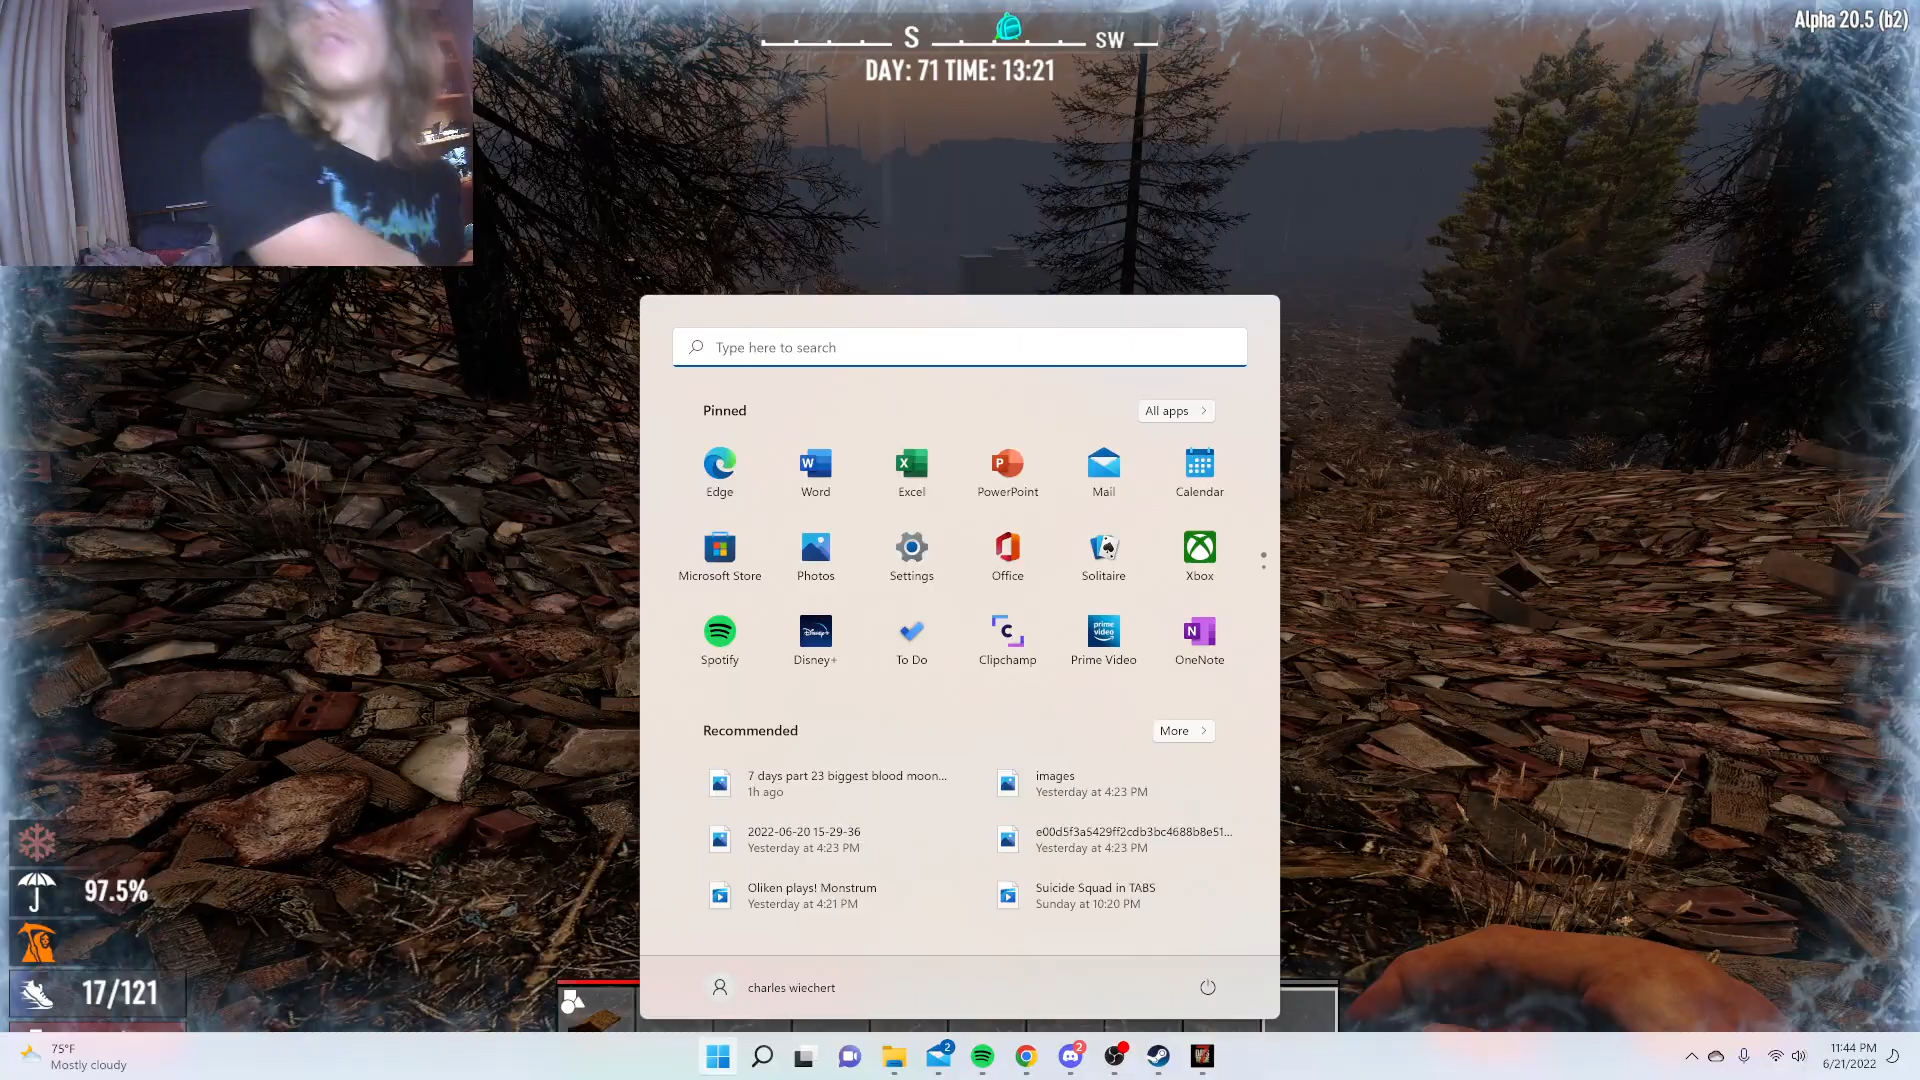 Alpha 20.5 (b2)
S
SW
DAY: 71 TIME: 13:21
Type here to search
Pinned
All apps
Edge
Word
Excel
PowerPoint
Mail
Calendar
Microsoft Store
Photos
Settings
Office
Solitaire
Xbox
Spotify
Disney+
To Do
Clipchamp
Prime Video
OneNote
Recommended
More
7 days part 23 biggest blood moon...
1h ago
images
Yesterday at 4:23 PM
2022-06-20 15-29-36
Yesterday at 4:23 PM
e00d5f3a5429ff2cdb3bc4688b8e51...
Yesterday at 4:23 PM
Oliken plays! Monstrum
Yesterday at 4:21 PM
Suicide Squad in TABS
Sunday at 10:20 PM
charles wiechert
97.5%
17/121
75°F
Mostly cloudy
2
2
11:44 PM
6/21/2022